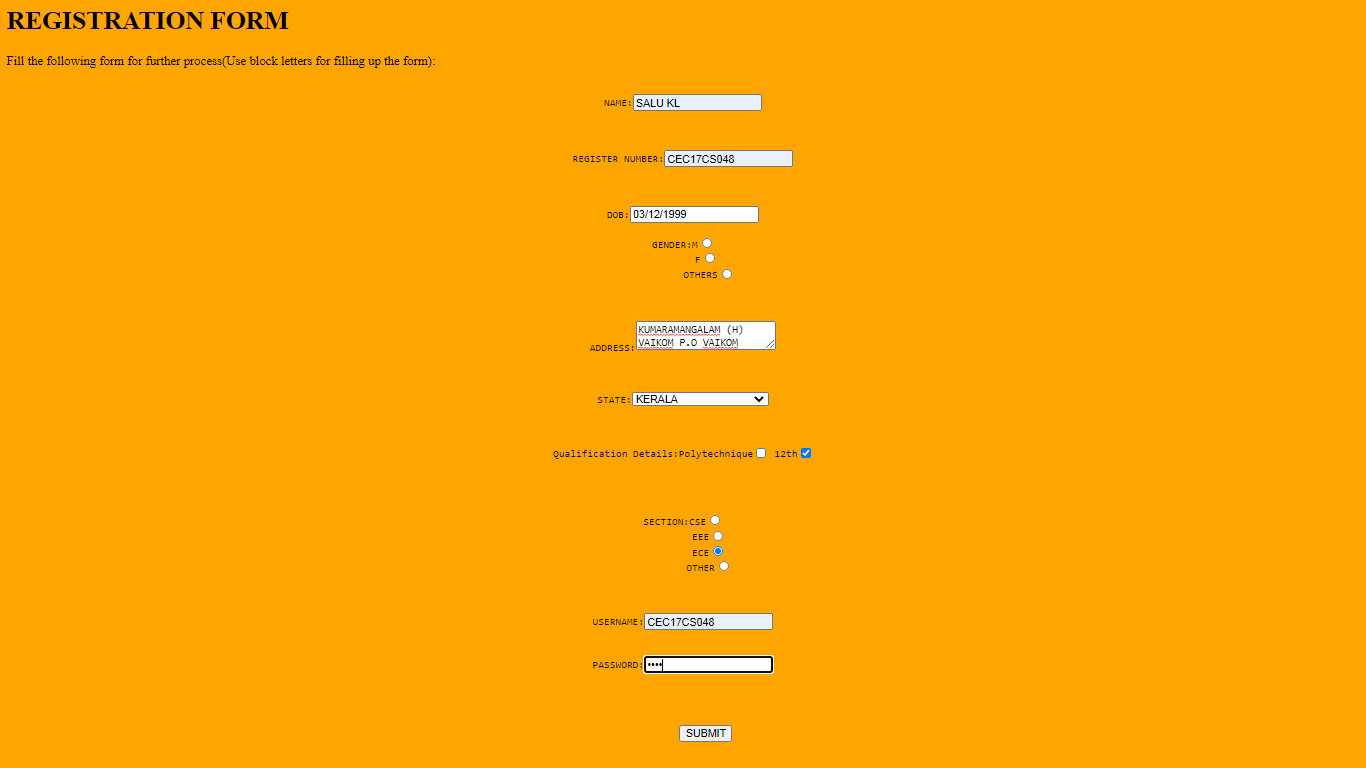 REGISTRATION FORM
Fill the following form for further process(Use block letters for filling up the form):
NAME: SALU KL
REGISTER NUMBER: CEC17CS048
DOB: 03/12/1999
GENDER:M
F
OTHERS
KUMARAMANGALAM (H)
ADDRESS: VAIKOM P.O VAIKOM
STATE: KERALA
Qualification Details:Polytechnique 12th
SECTION:CSE
EEE
ECE
OTHER
USERNAME: CEC17CS048
PASSWORD: ••••
SUBMIT